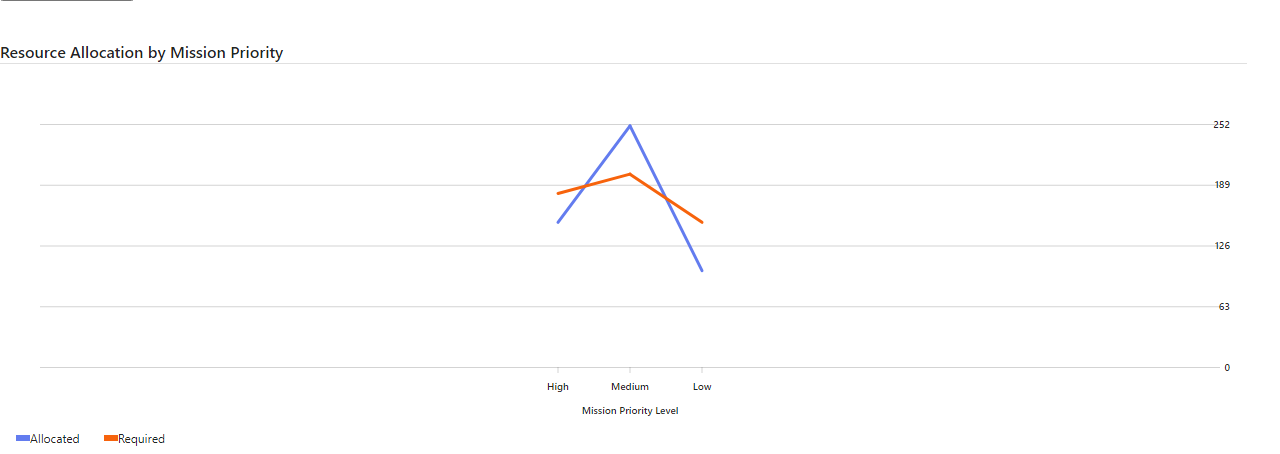 Resource Allocation by Mission Priority
252
189
126
63
0
High Medium Low
Mission Priority Level
Allocated Required